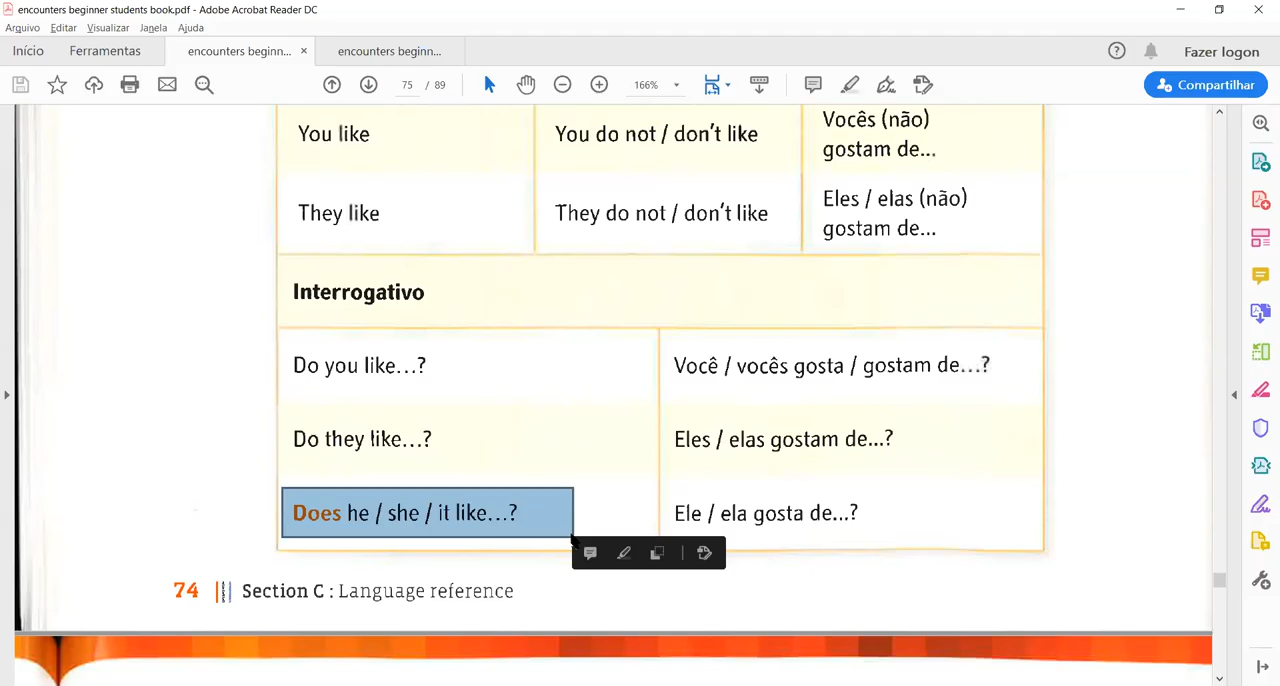 encounters beginner students book.pdf - Adobe Acrobat Reader DC
Arquivo Editar Visualizar Janela Ajuda
Início Ferramentas encounters beginn... × encounters beginn... Fazer logon
75 / 89 166% Compartilhar
You like You do not / don't like Vocês (não)
gostam de...
They like They do not / don't like Eles / elas (não)
gostam de...
Interrogativo
Do you like...? Você / vocês gosta / gostam de...?
Do they like...? Eles / elas gostam de...?
Does he / she / it like...? Ele / ela gosta de...?
74 Section C : Language reference